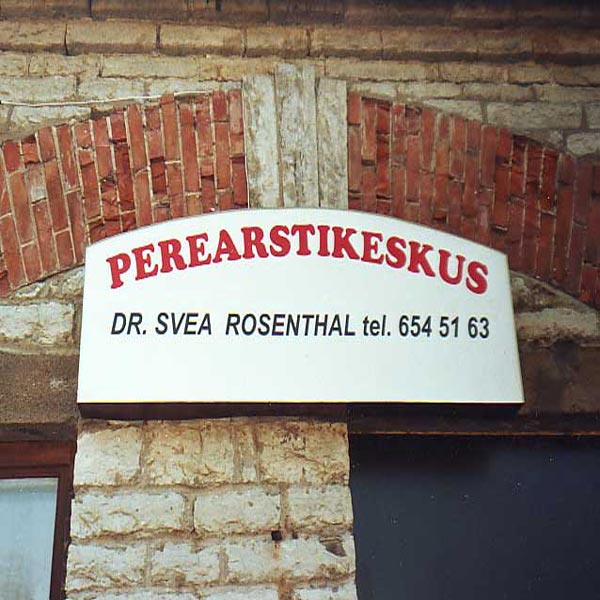 PEREARSTIKESKUS
DR. SVEA ROSENTHAL tel. 654 51 63